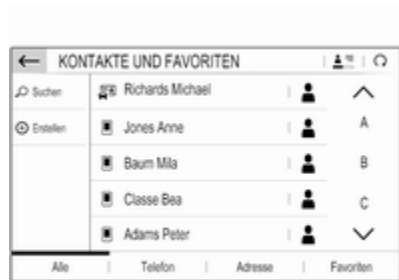 KONTAKTE UND FAVORITEN
Suchen
Richards Michael
Erstellen
Jones Anne
A
Baum Mila
B
Classe Bea
C
Adams Peter
Alle
Telefon
Adresse
Favoriten